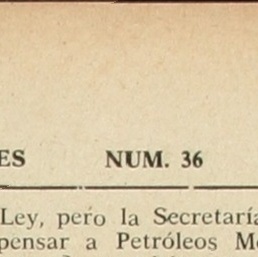 ES NUM. 36
Ley, pero la Secretaría
pensar a Petróleos